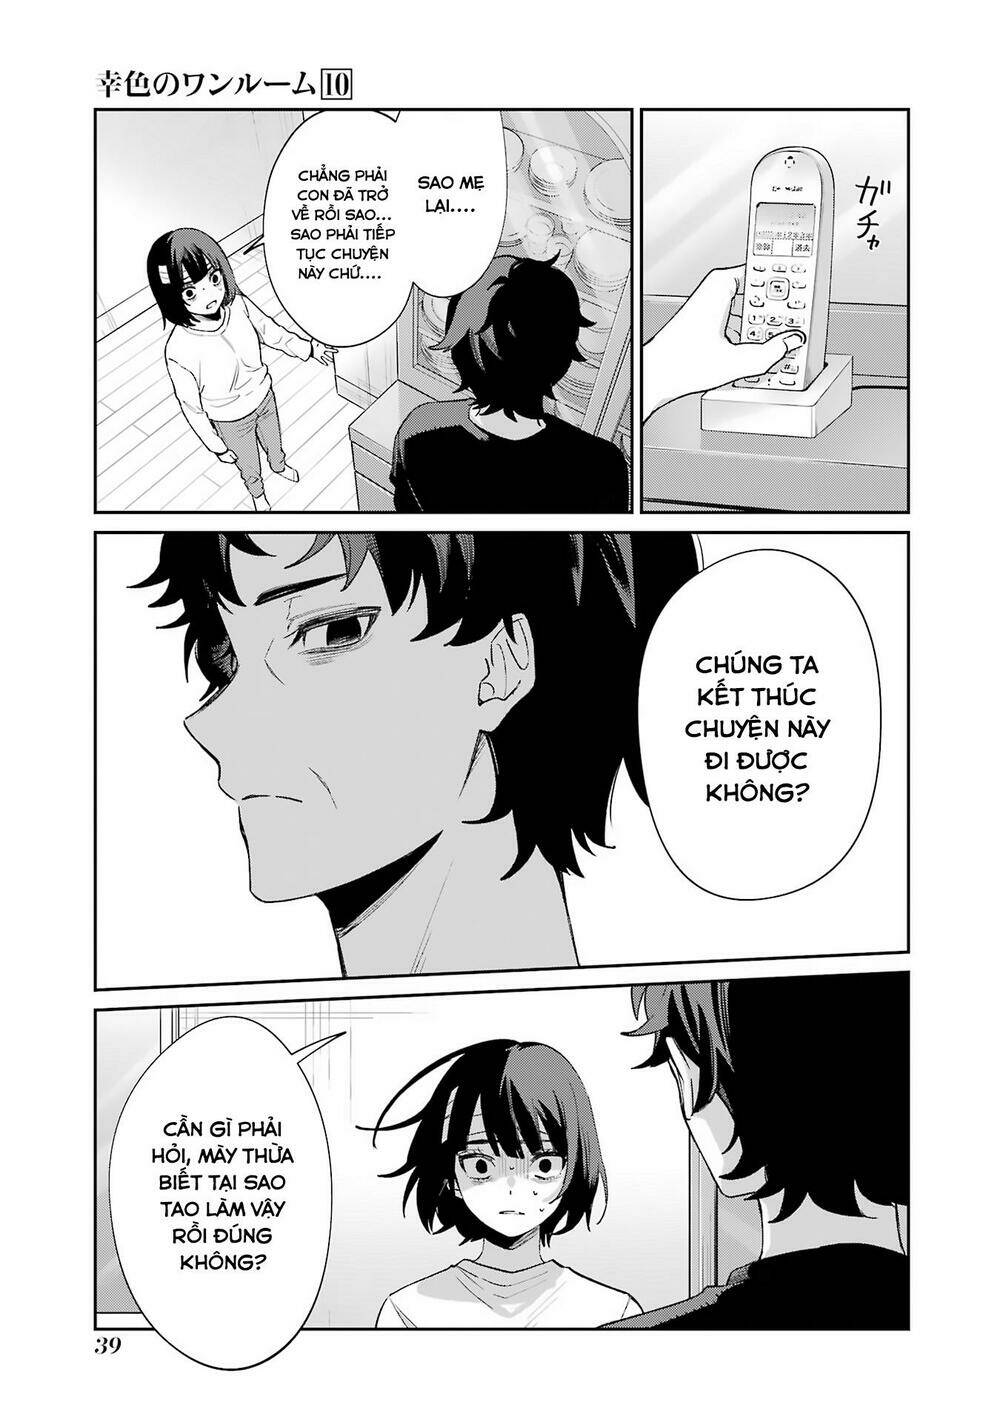 幸色のワンルーム10
ガチャ
SAO MẸ
LẠI....
CHẲNG PHẢI
CON ĐÃ TRỞ
VỀ RỒI SAO...
SAO PHẢI TIẾP
TỤC CHUYỆN
NÀY CHỨ....
CHÚNG TA
KẾT THÚC
CHUYỆN NÀY
ĐI ĐƯỢC
KHÔNG?
CẦN GÌ PHẢI
HỎI, MÀY THỪA
BIẾT TẠI SAO
TAO LÀM VẬY
RỒI ĐÚNG
KHÔNG?
39